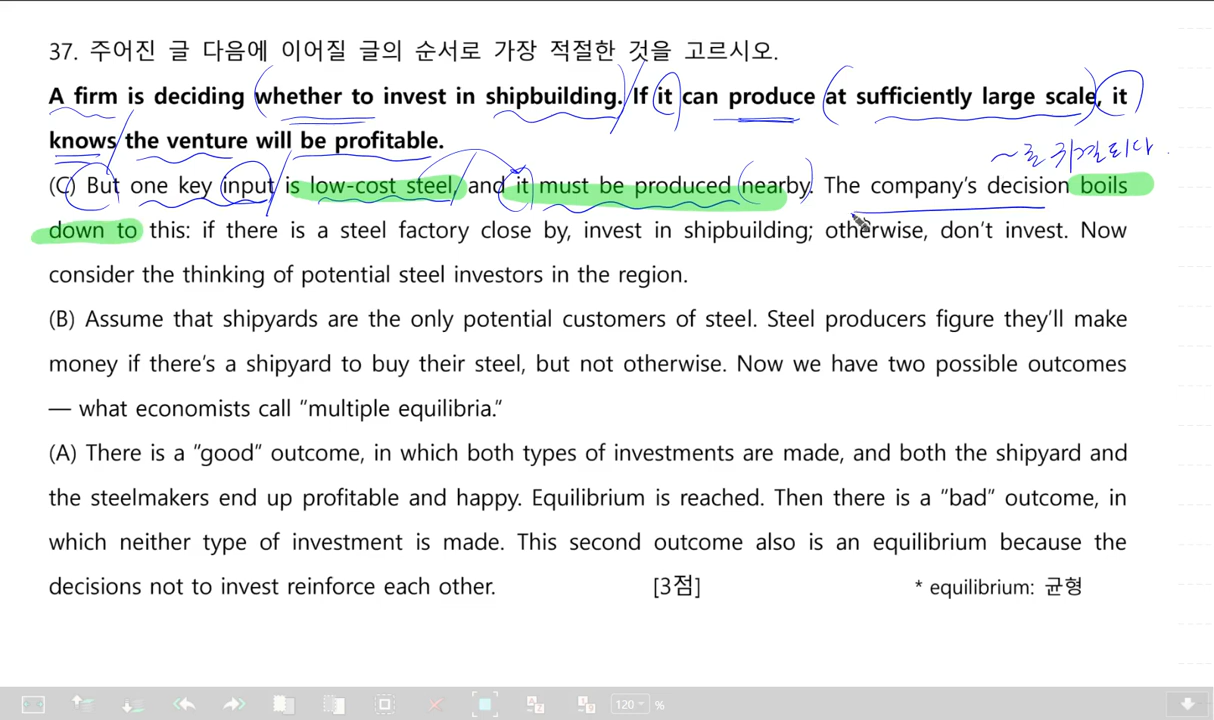 37. 주어진 글 다음에 이어질 글의 순서로 가장 적절한 것을 고르시오.
A firm is deciding whether to invest in shipbuilding. If it can produce at sufficiently large scale, it
knows the venture will be profitable.
~로 귀결되다.
(C) But one key input is low-cost steel, and it must be produced nearby. The company's decision boils
down to this: if there is a steel factory close by, invest in shipbuilding; otherwise, don't invest. Now
consider the thinking of potential steel investors in the region.
(B) Assume that shipyards are the only potential customers of steel. Steel producers figure they'll make
money if there's a shipyard to buy their steel, but not otherwise. Now we have two possible outcomes
— what economists call "multiple equilibria."
(A) There is a "good" outcome, in which both types of investments are made, and both the shipyard and
the steelmakers end up profitable and happy. Equilibrium is reached. Then there is a "bad" outcome, in
which neither type of investment is made. This second outcome also is an equilibrium because the
decisions not to invest reinforce each other. [3점] * equilibrium: 균형
120 %